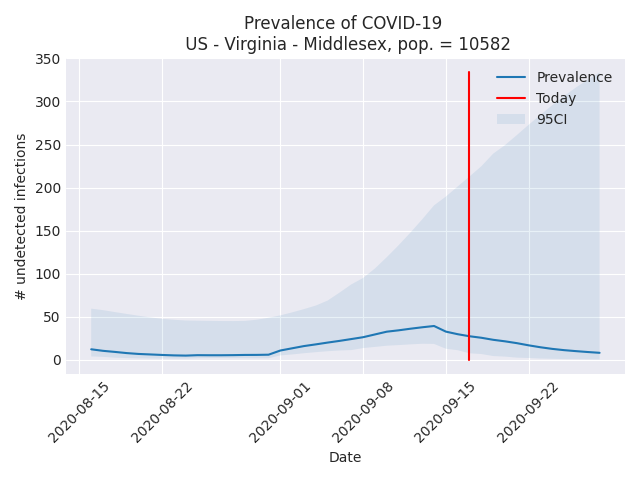 Prevalence of COVID-19
US - Virginia - Middlesex, pop. = 10582
350
300
250
200
150
100
50
0
# undetected infections
Prevalence
Today
95CI
2020-08-15
2020-08-22
2020-09-01
2020-09-08
2020-09-15
2020-09-22
Date